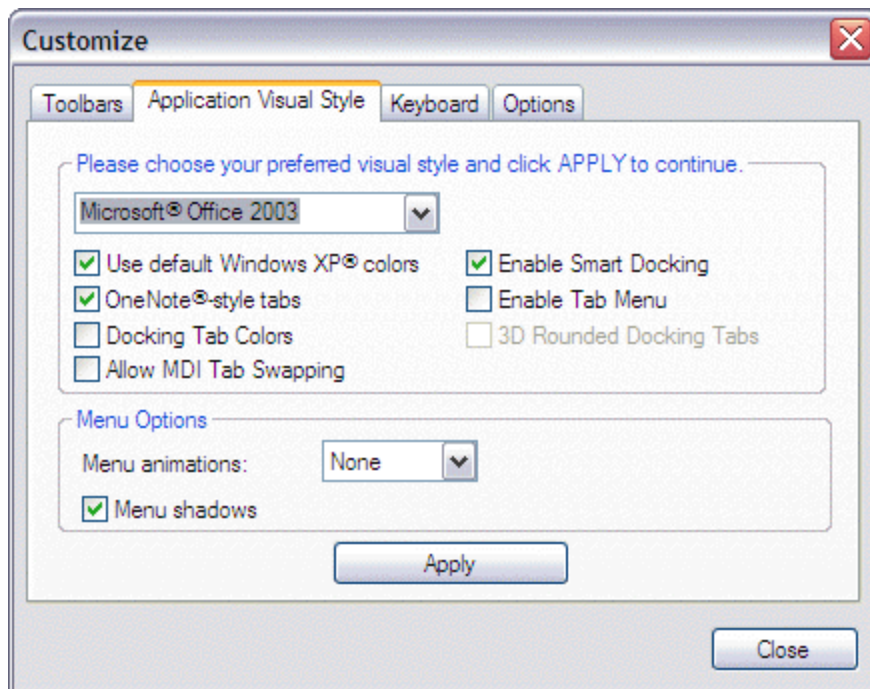 Customize
Toolbars Application Visual Style Keyboard Options
Please choose your preferred visual style and click APPLY to continue.
Microsoft® Office 2003
Use default Windows XP® colors Enable Smart Docking
OneNote®-style tabs Enable Tab Menu
Docking Tab Colors 3D Rounded Docking Tabs
Allow MDI Tab Swapping
Menu Options
Menu animations: None
Menu shadows
Apply
Close